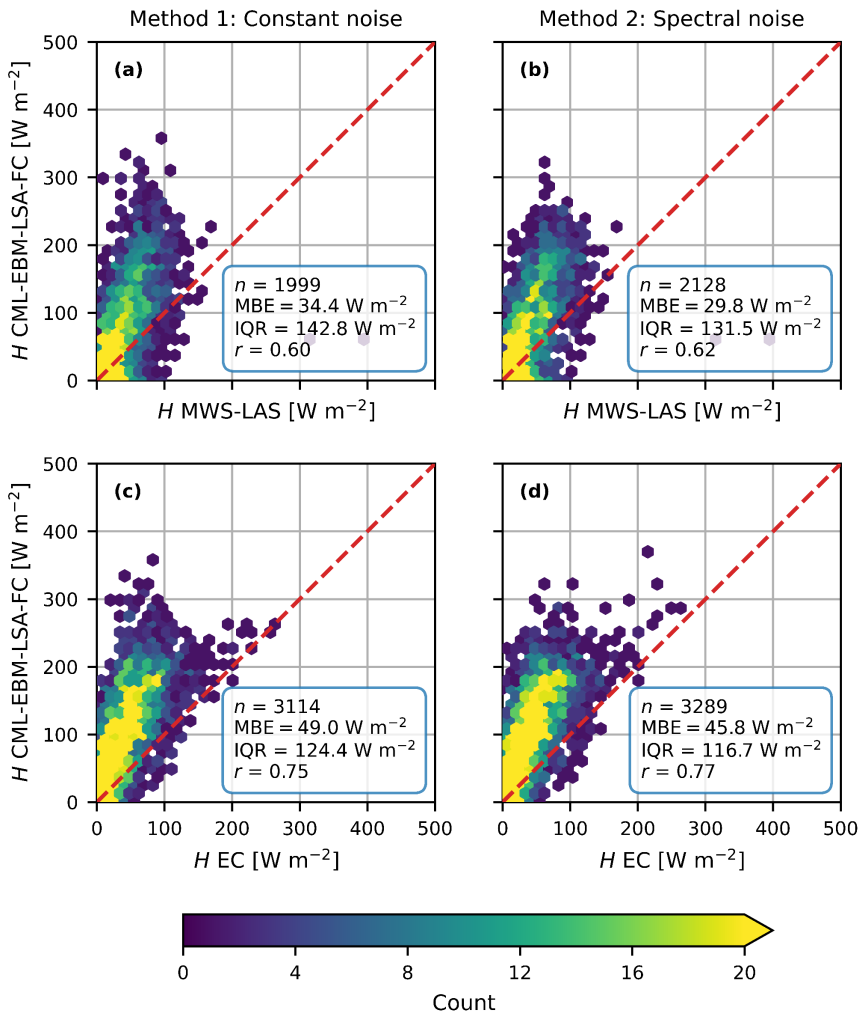 Method 1: Constant noise
Method 2: Spectral noise
500
400
300
200
100
0
H CML-EBM-LSA-FC [W m−2]
(a)
n = 1999
MBE = 34.4 W m−2
IQR = 142.8 W m−2
r = 0.60
H MWS-LAS [W m−2]
(b)
n = 2128
MBE = 29.8 W m−2
IQR = 131.5 W m−2
r = 0.62
H MWS-LAS [W m−2]
500
400
300
200
100
0
H CML-EBM-LSA-FC [W m−2]
(c)
n = 3114
MBE = 49.0 W m−2
IQR = 124.4 W m−2
r = 0.75
0 100 200 300 400 500
H EC [W m−2]
(d)
n = 3289
MBE = 45.8 W m−2
IQR = 116.7 W m−2
r = 0.77
0 100 200 300 400 500
H EC [W m−2]
0 4 8 12 16 20
Count